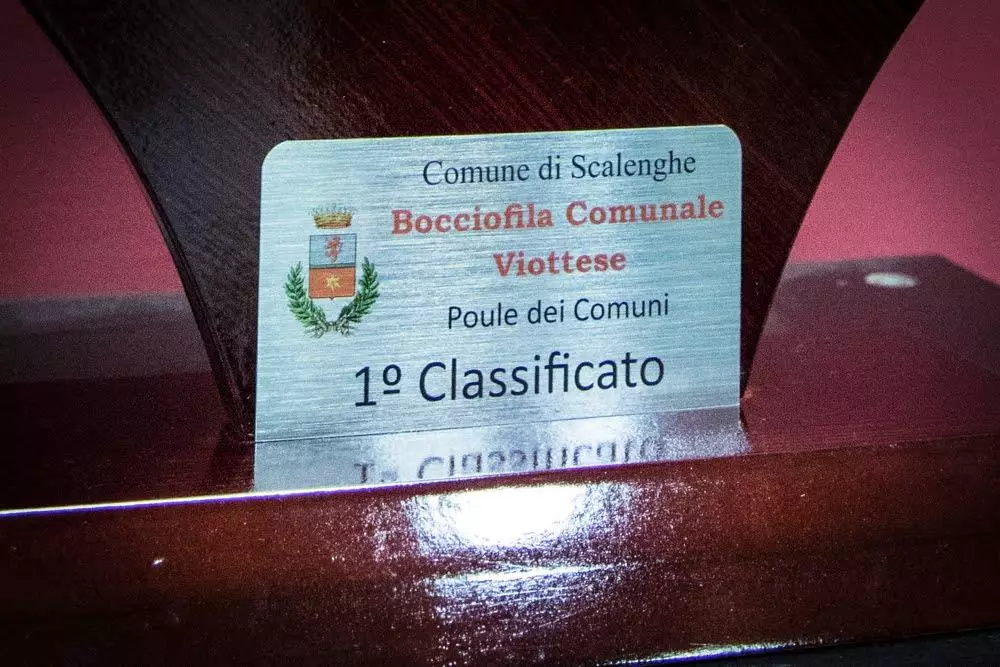 Comune di Scalenghe
Bocciofila Comunale
Viottese
Poule dei Comuni
1º Classificato